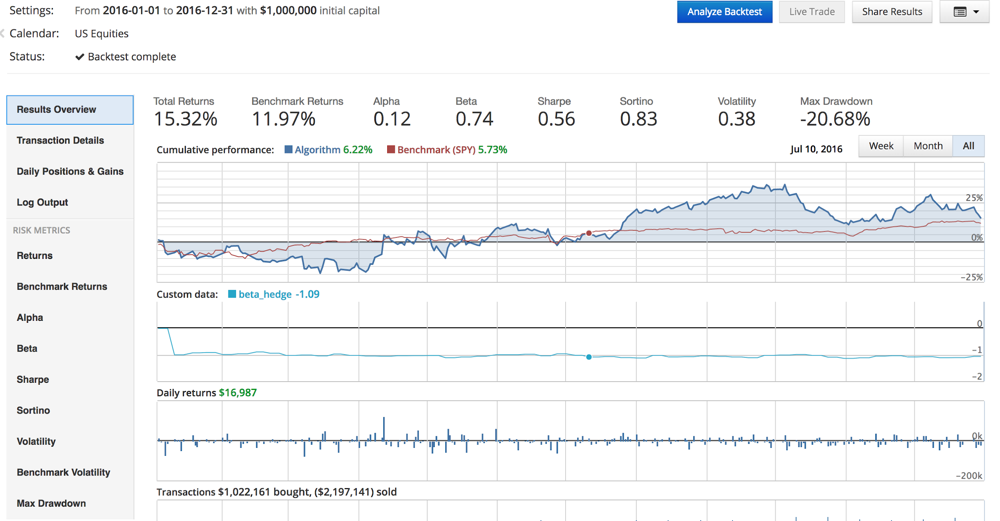 Settings: From 2016-01-01 to 2016-12-31 with $1,000,000 initial capital
Analyze Backtest Live Trade Share Results
Calendar: US Equities
Status: ✔ Backtest complete
Results Overview
Transaction Details
Daily Positions & Gains
Log Output
RISK METRICS
Returns
Benchmark Returns
Alpha
Beta
Sharpe
Sortino
Volatility
Benchmark Volatility
Max Drawdown
Total Returns Benchmark Returns Alpha Beta Sharpe Sortino Volatility Max Drawdown
15.32% 11.97% 0.12 0.74 0.56 0.83 0.38 -20.68%
Cumulative performance: Algorithm 6.22% Benchmark (SPY) 5.73% Jul 10, 2016 Week Month All
25%
0%
−25%
Custom data: beta_hedge -1.09
0
−1
−2
Daily returns $16,987
0k
−200k
Transactions $1,022,161 bought, ($2,197,141) sold